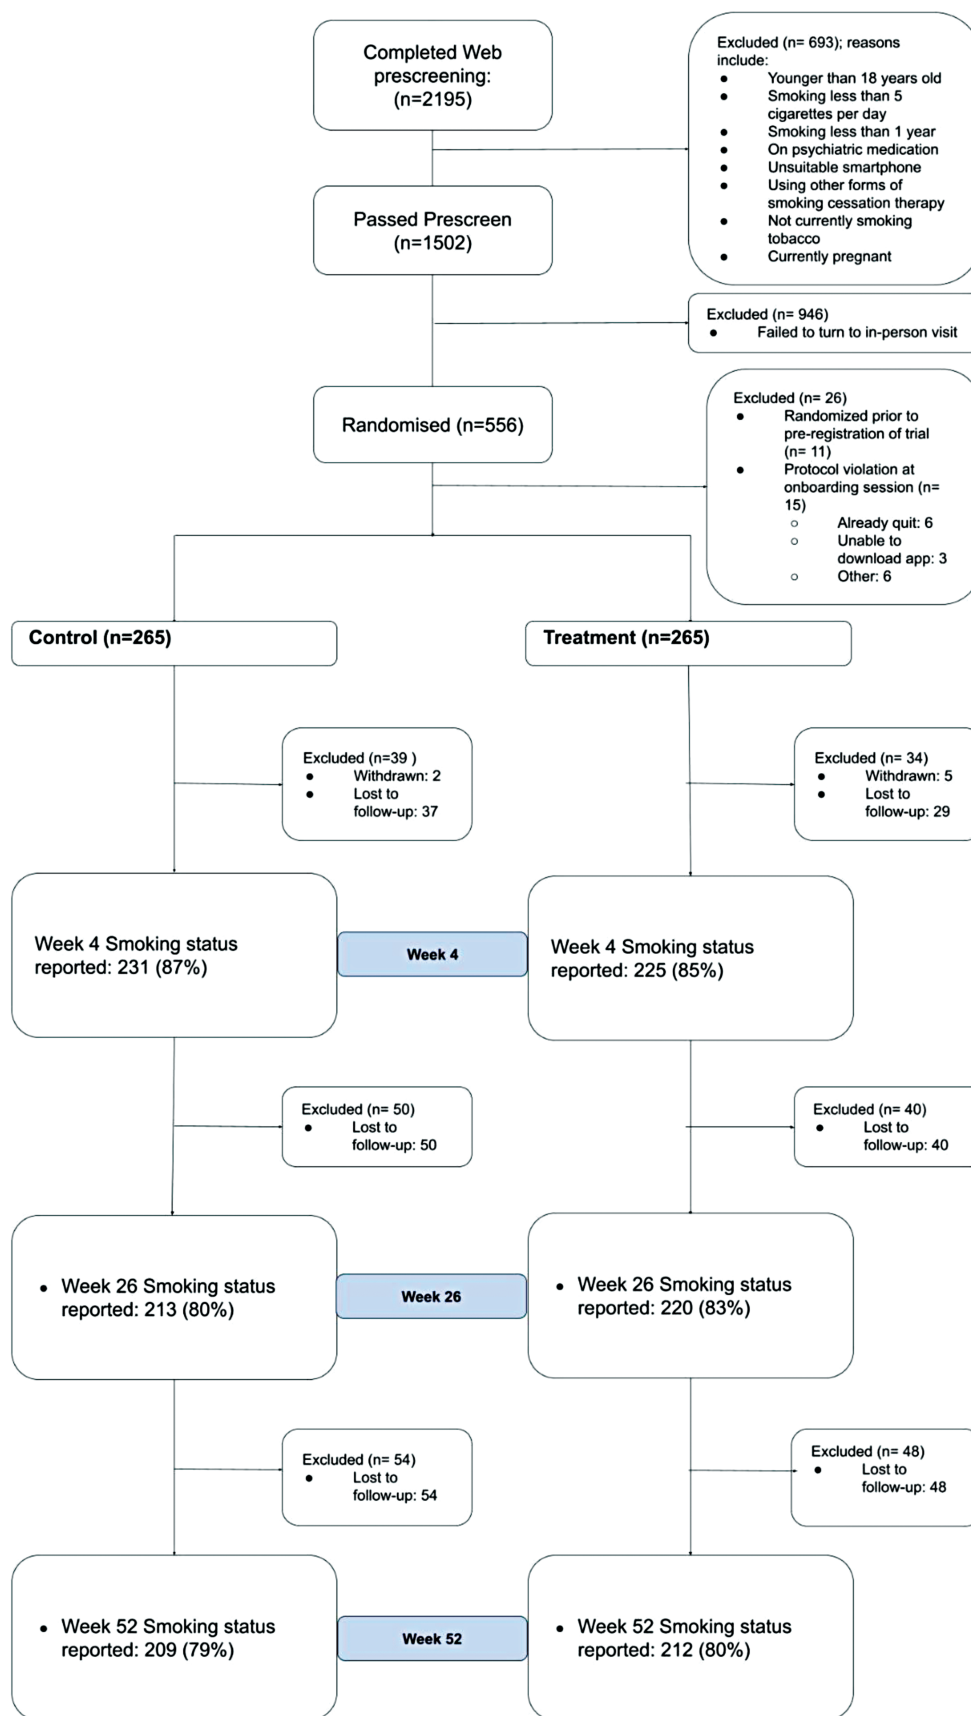 Completed Web
prescreening:
(n=2195)
Excluded (n= 693); reasons
include:
● Younger than 18 years old
● Smoking less than 5
cigarettes per day
● Smoking less than 1 year
● On psychiatric medication
● Unsuitable smartphone
● Using other forms of
smoking cessation therapy
● Not currently smoking
tobacco
● Currently pregnant
Passed Prescreen
(n=1502)
Excluded (n= 946)
● Failed to turn to in-person visit
Randomised (n=556)
Excluded (n= 26)
● Randomized prior to
pre-registration of trial
(n= 11)
● Protocol violation at
onboarding session (n=
15)
○ Already quit: 6
○ Unable to
download app: 3
○ Other: 6
Control (n=265)
Treatment (n=265)
Excluded (n=39 )
● Withdrawn: 2
● Lost to
follow-up: 37
Excluded (n= 34)
● Withdrawn: 5
● Lost to
follow-up: 29
Week 4 Smoking status
reported: 231 (87%)
Week 4
Week 4 Smoking status
reported: 225 (85%)
Excluded (n= 50)
● Lost to
follow-up: 50
Excluded (n= 40)
● Lost to
follow-up: 40
● Week 26 Smoking status
reported: 213 (80%)
Week 26
● Week 26 Smoking status
reported: 220 (83%)
Excluded (n= 54)
● Lost to
follow-up: 54
Excluded (n= 48)
● Lost to
follow-up: 48
● Week 52 Smoking status
reported: 209 (79%)
Week 52
● Week 52 Smoking status
reported: 212 (80%)